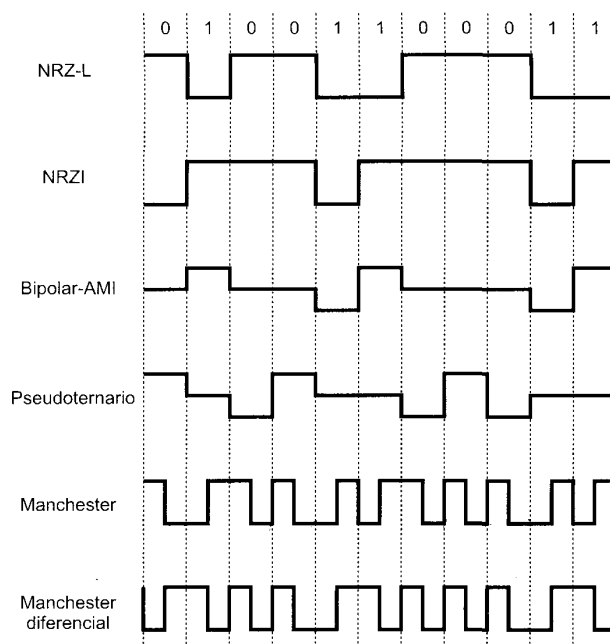 0 1 0 0 1 1 0 0 0 1 1
NRZ-L
NRZI
Bipolar-AMI
Pseudoternario
Manchester
Manchester
diferencial